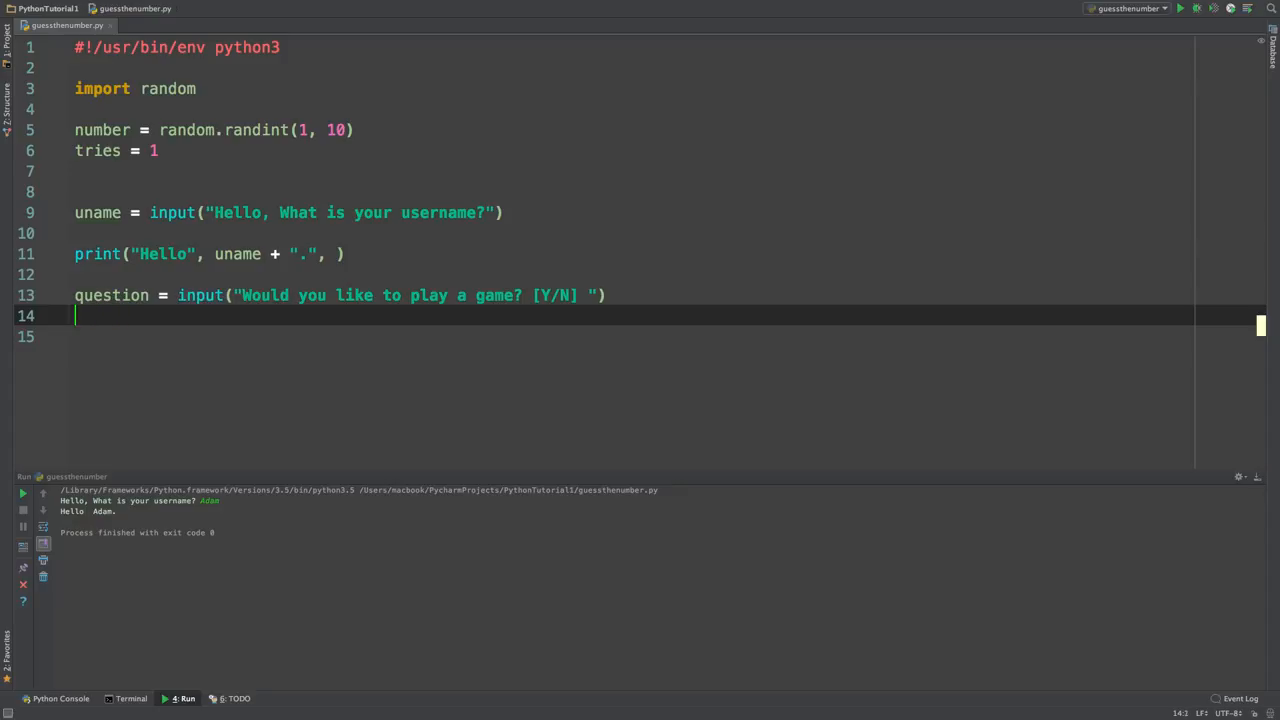 PythonTutorial1 guessthenumber.py guessthenumber
guessthenumber.py
1: Project
Z: Structure
2: Favorites
Database
1 #!/usr/bin/env python3
2
3 import random
4
5 number = random.randint(1, 10)
6 tries = 1
7
8
9 uname = input("Hello, What is your username?")
10
11 print("Hello", uname + ".", )
12
13 question = input("Would you like to play a game? [Y/N] ")
14
15
Run guessthenumber
/Library/Frameworks/Python.framework/Versions/3.5/bin/python3.5 /Users/macbook/PycharmProjects/PythonTutorial1/guessthenumber.py
Hello, What is your username? Adam
Hello  Adam.
Process finished with exit code 0
Python Console Terminal 4: Run 6: TODO Event Log
14:1 LF UTF-8